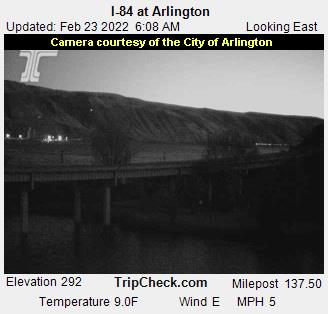 I-84 at Arlington
Updated: Feb 23 2022 6:08 AM Looking East
Camera courtesy of the City of Arlington
Elevation 292 TripCheck.com Milepost 137.50
Temperature 9.0F Wind E MPH 5